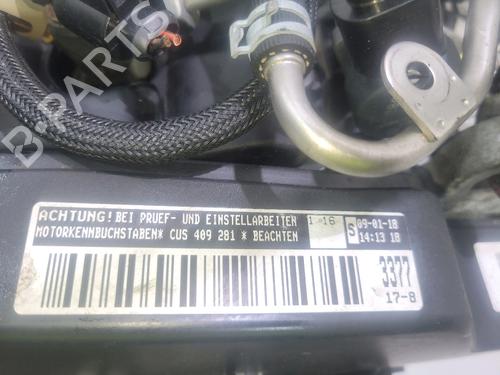 B-PARTS
ACHTUNG! BEI PRUEF- UND EINSTELLARBEITEN 1 16 S 09-01-18
MOTORKENNBUCHSTABEN* CUS 409 281 * BEACHTEN 14:13 18
3377
17-8